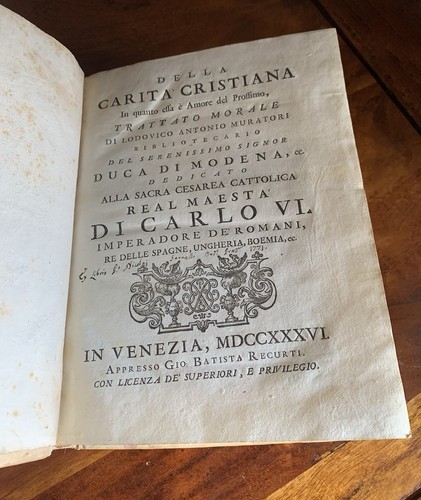 DELLA
CARITA' CRISTIANA
In quanto essa è Amore del Prossimo,
TRATTATO MORALE
DI LODOVICO ANTONIO MURATORI
BIBLIOTECARIO
DEL SERENISSIMO SIGNOR
DUCA DI MODENA, &c.
DEDICATO
ALLA SACRA CESAREA CATTOLICA
REAL MAESTA'
DI CARLO VI.
IMPERADORE DE' ROMANI,
RE DELLE SPAGNE, UNGHERIA, BOEMIA, &c.
Ex Libris
IN VENEZIA, MDCCXXXVI.
APPRESSO GIO. BATISTA RECURTI.
CON LICENZA DE' SUPERIORI, E PRIVILEGIO.